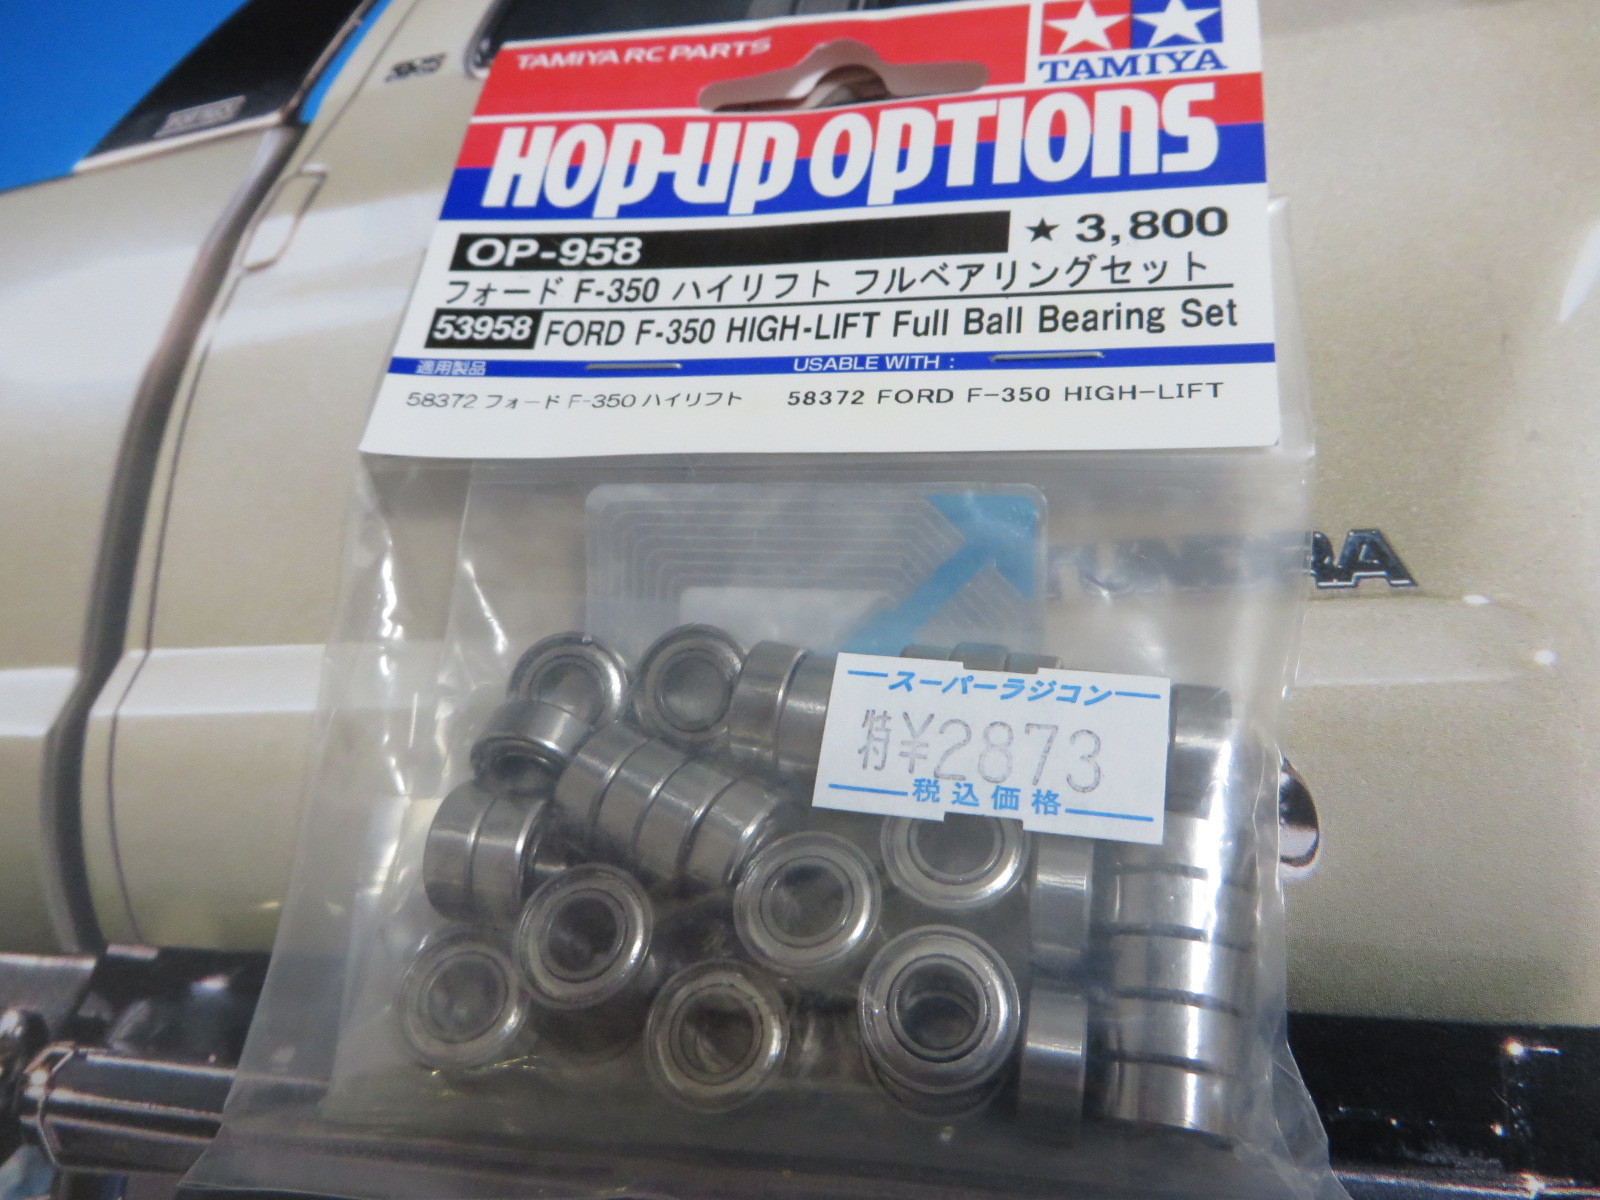 TAMIYA RC PARTS
TAMIYA
HOP-UP OPTIONS
OP-958 ★ 3,800
フォード F-350 ハイリフト フルベアリングセット
53958 FORD F-350 HIGH-LIFT Full Ball Bearing Set
適用製品 USABLE WITH :
58372 フォード F-350 ハイリフト 58372 FORD F-350 HIGH-LIFT
スーパーラジコン
特付¥2873
税込価格